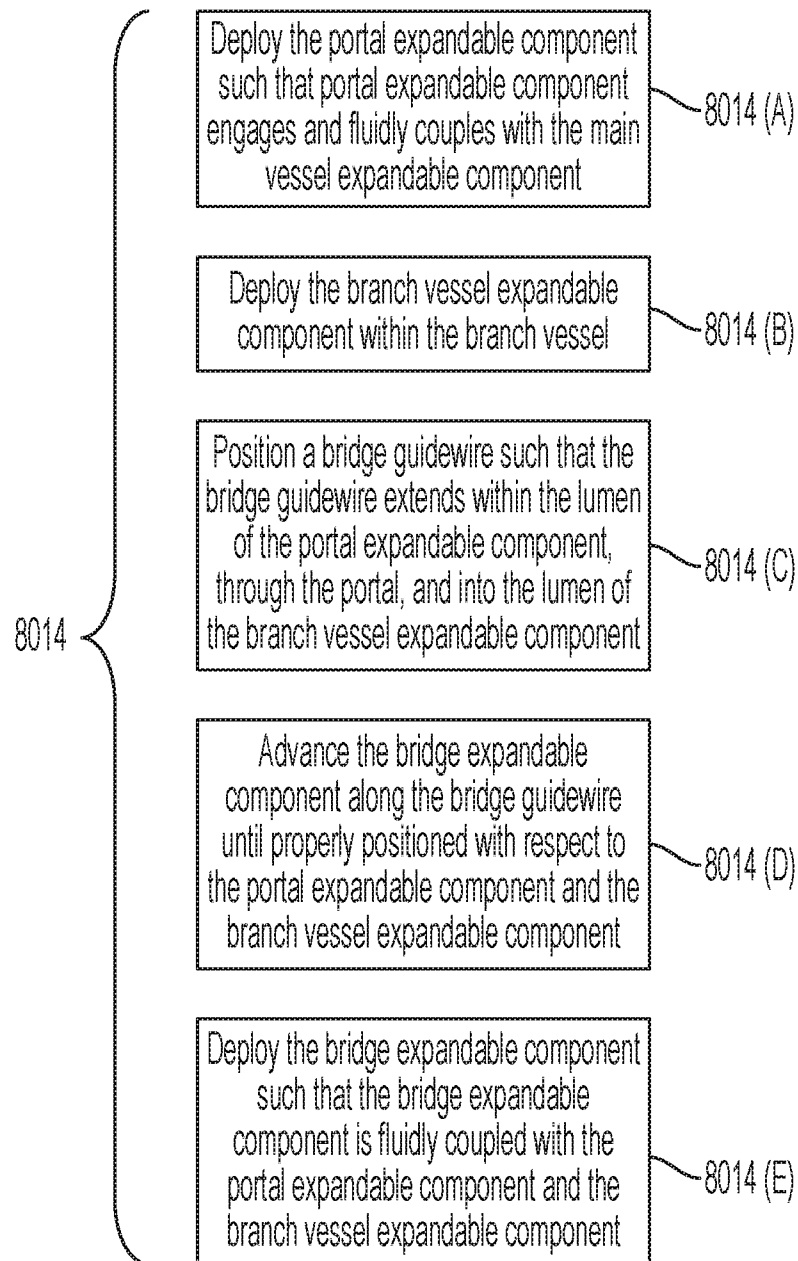 Deploy the portal expandable component
such that portal expandable component
engages and fluidly couples with the main
vessel expandable component
8014 (A)
Deploy the branch vessel expandable
component within the branch vessel
8014 (B)
Position a bridge guidewire such that the
bridge guidewire extends within the lumen
of the portal expandable component,
through the portal, and into the lumen of
the branch vessel expandable component
8014 (C)
8014
Advance the bridge expandable
component along the bridge guidewire
until properly positioned with respect to
the portal expandable component and the
branch vessel expandable component
8014 (D)
Deploy the bridge expandable component
such that the bridge expandable
component is fluidly coupled with the
portal expandable component and the
branch vessel expandable component
8014 (E)